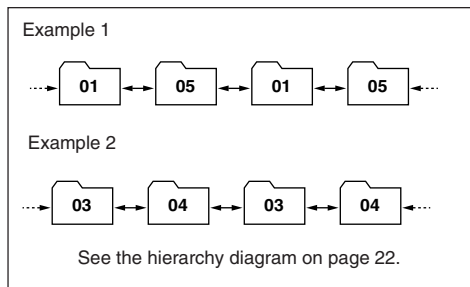 Example 1
01 05 01 05
Example 2
03 04 03 04
See the hierarchy diagram on page 22.